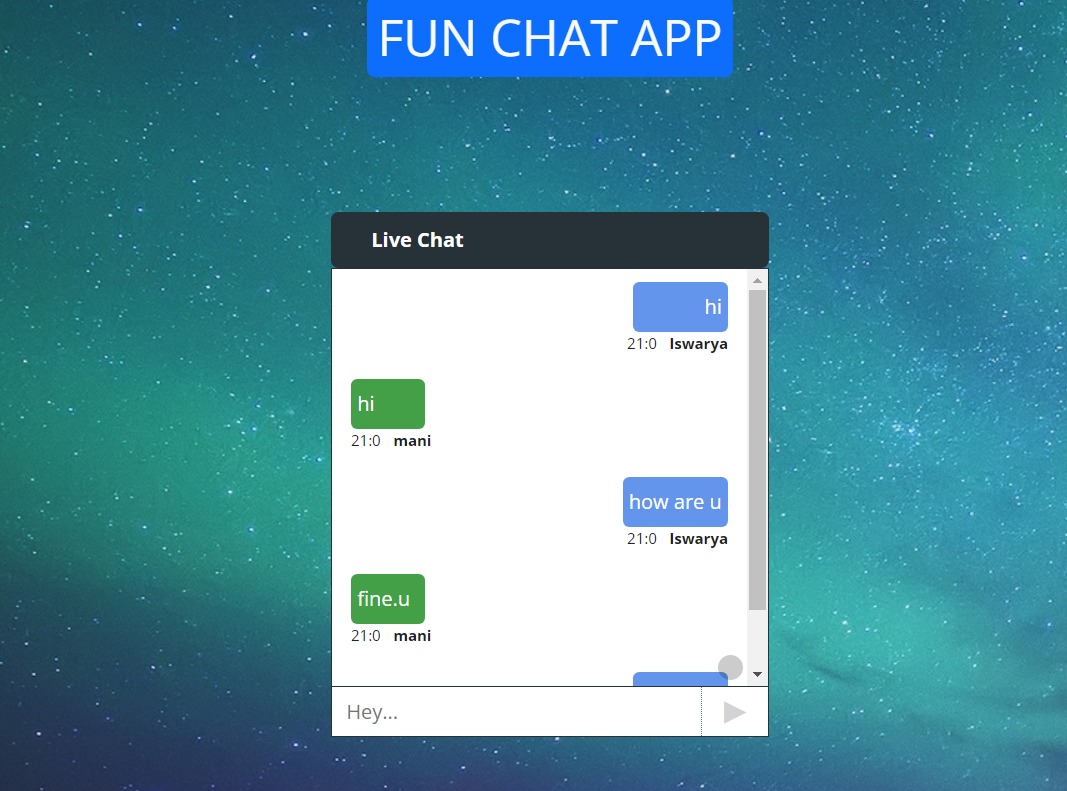 FUN CHAT APP
Live Chat
hi
21:0 Iswarya
hi
21:0 mani
how are u
21:0 Iswarya
fine.u
21:0 mani
Hey...